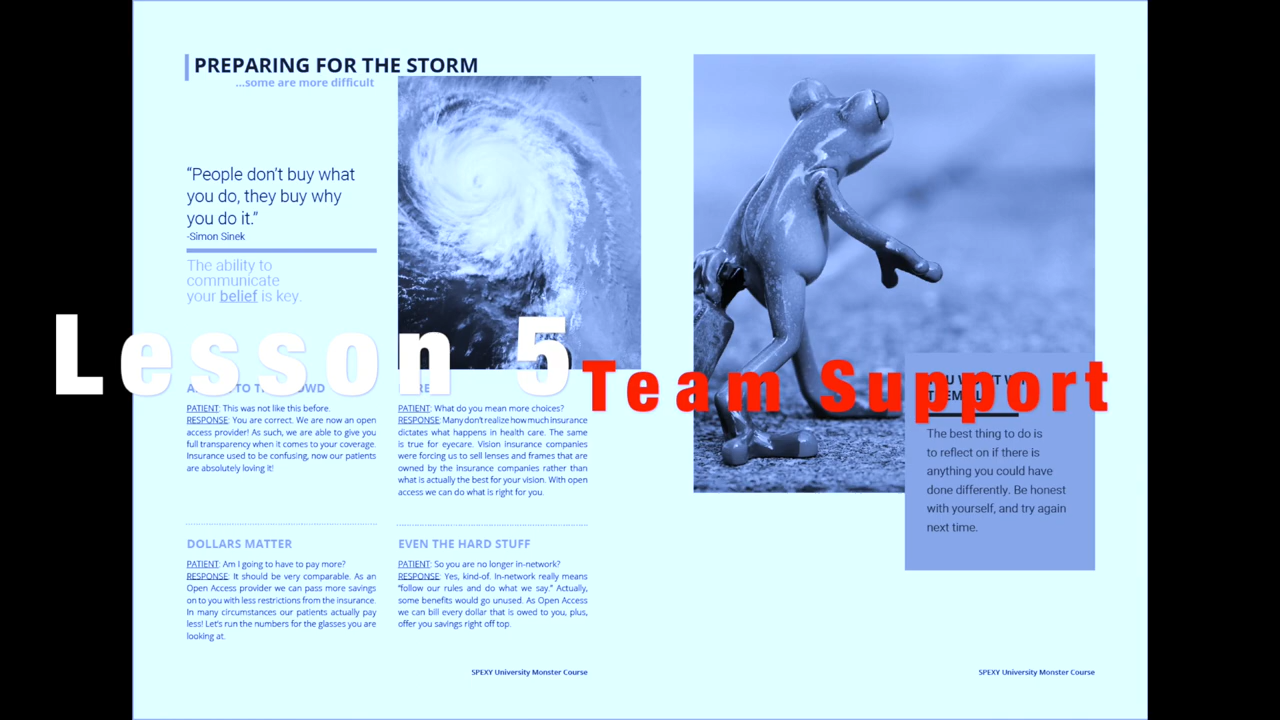 PREPARING FOR THE STORM
...some are more difficult
“People don’t buy what
you do, they buy why
you do it.”
-Simon Sinek
The ability to
communicate
your belief is key.
Lesson 5
Team Support
PATIENT: This was not like this before.
RESPONSE: You are correct. We are now an open
access provider! As such, we are able to give you
full transparency when it comes to your coverage.
Insurance used to be confusing, now our patients
are absolutely loving it!
PATIENT: What do you mean more choices?
RESPONSE: Many don’t realize how much insurance
dictates what happens in health care. The same
is true for eyecare. Vision insurance companies
were forcing us to sell lenses and frames that are
owned by the insurance companies rather than
what is actually the best for your vision. With open
access we can do what is right for you.
DOLLARS MATTER
PATIENT: Am I going to have to pay more?
RESPONSE: It should be very comparable. As an
Open Access provider we can pass more savings
on to you with less restrictions from the insurance.
In many circumstances our patients actually pay
less! Let’s run the numbers for the glasses you are
looking at.
EVEN THE HARD STUFF
PATIENT: So you are no longer in-network?
RESPONSE: Yes, kind-of. In-network really means
“follow our rules and do what we say.” Actually,
some benefits would go unused. As Open Access
we can bill every dollar that is owed to you, plus,
offer you savings right off top.
SPEXY University Monster Course
The best thing to do is
to reflect on if there is
anything you could have
done differently. Be honest
with yourself, and try again
next time.
SPEXY University Monster Course